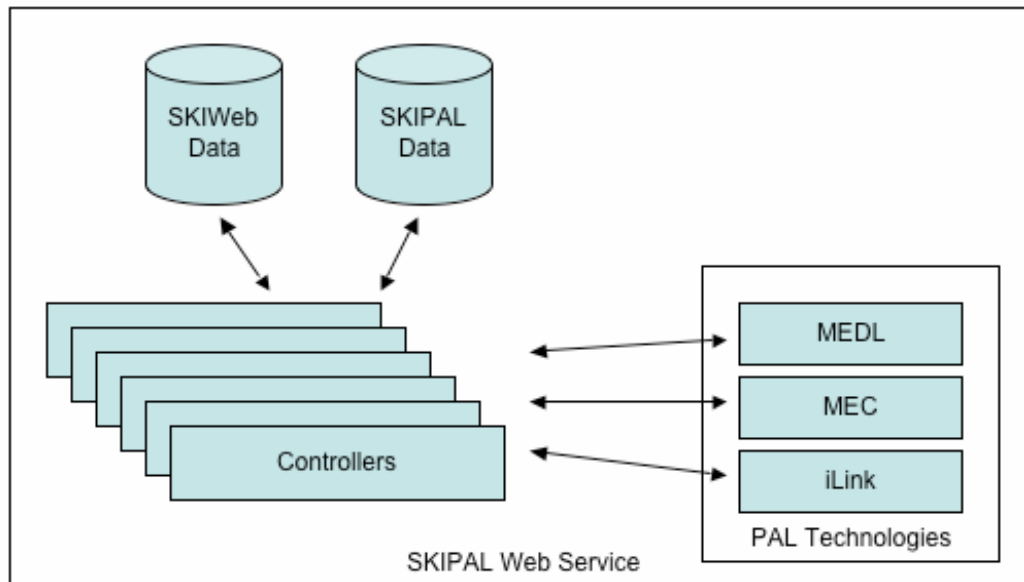 SKIWeb
Data
SKIPAL
Data
MEDL
MEC
Controllers
iLink
PAL Technologies
SKIPAL Web Service